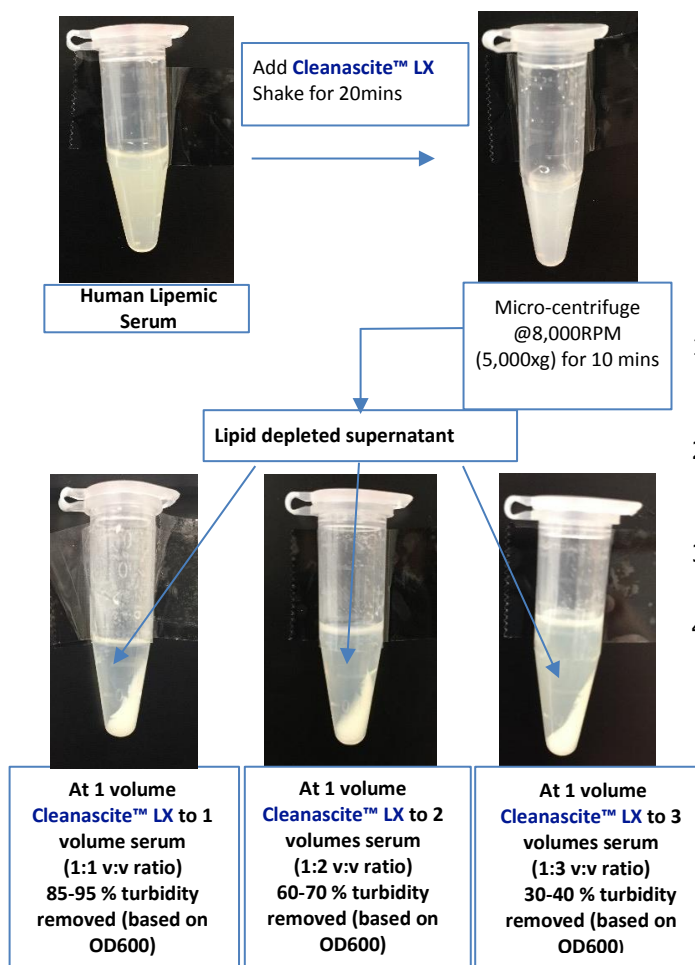 Add Cleanascite™ LX
Shake for 20mins
Human Lipemic
Serum
Micro-centrifuge
@8,000RPM
(5,000xg) for 10 mins
Lipid depleted supernatant
2
3
4
At 1 volume
Cleanascite™ LX to 1
volume serum
(1:1 v:v ratio)
85-95 % turbidity
removed (based on
OD600)
At 1 volume
Cleanascite™ LX to 2
volumes serum
(1:2 v:v ratio)
60-70 % turbidity
removed (based on
OD600)
At 1 volume
Cleanascite™ LX to 3
volumes serum
(1:3 v:v ratio)
30-40 % turbidity
removed (based on
OD600)